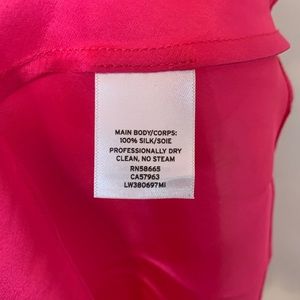 MAIN BODY/CORPS:
100% SILK/SOIE
PROFESSIONALLY DRY
CLEAN, NO STEAM
RN58665
CA57963
LW380697MI